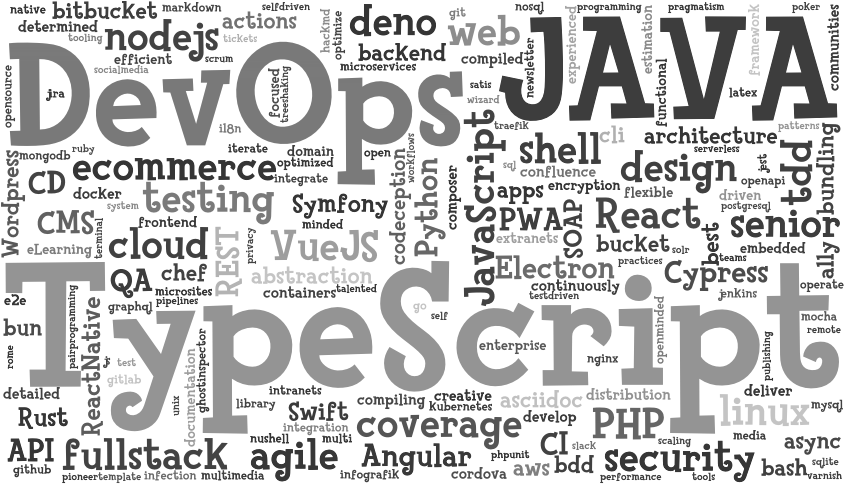 native
bitbucket
markdown
selfdriven
determined
tooling
nodejs
actions
tickets
efficient
scrum
socialmedia
hackmd
optimize
deno
backend
microservices
git
web
compiled
nosql
programming
pragmatism
poker
experienced
estimation
framework
communities
newsletter
opensource
DevOps
jira
focused
treeshaking
i18n
iterate
domain
optimized
integrate
open
workflows
satis
wizard
traefik
JAVA
functional
latex
patterns
mongodb
ruby
ecommerce
Wordpress
CD
docker
system
testing
Symfony
minded
codeception
Python
composer
JavaScript
sql
shell
cli
confluence
architecture
serverless
design
jest
openapi
tdd
bundling
apps
encryption
flexible
driven
postgresql
CMS
frontend
terminal
eLearning
cloud
REST
privacy
VueJS
abstraction
PWA
SOAP
extranets
React
bucket
solr
best
teams
senior
embedded
a11y
QA
chef
microsites
containers
talented
Electron
continuously
testdriven
practices
Cypress
jenkins
operate
e2e
graphql
pipelines
TypeScript
go
self
bun
rome
pairprogramming
ReactNative
test
gitlab
unix
documentation
ghostinspector
enterprise
nginx
openminded
publishing
mocha
remote
detailed
library
intranets
compiling
creative
Kubernetes
asciidoc
distribution
deliver
mysql
Rust
Swift
integration
coverage
develop
PHP
linux
API
github
fullstack
nushell
multi
agile
Angular
phpunit
CI
slack
scaling
media
async
pioneer
template
infection
multimedia
infografik
cordova
aws
bdd
security
performance
tools
bash
sqlite
varnish